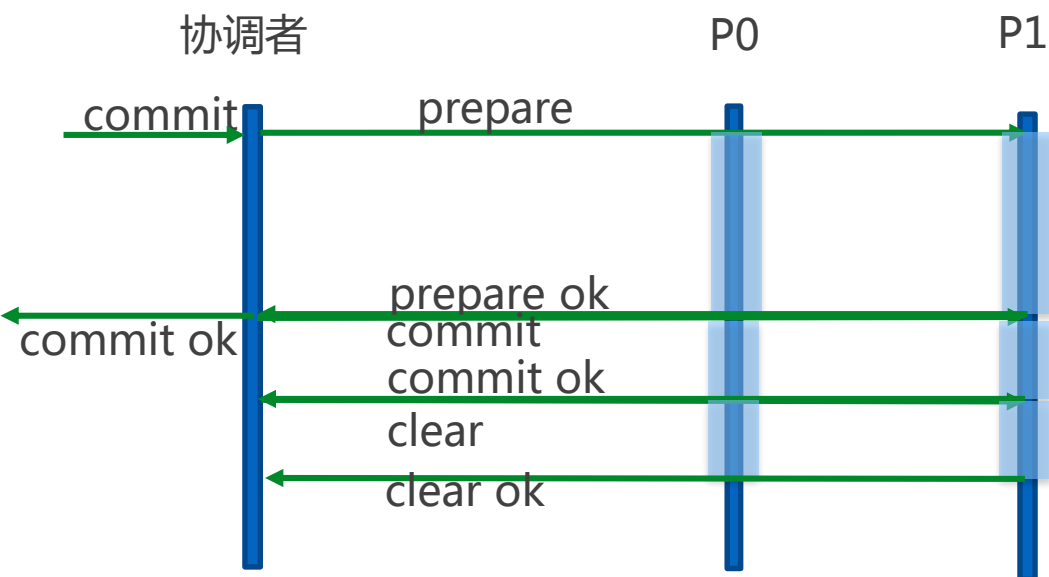 协调者
P0
P1
commit
prepare
prepare ok
commit
commit ok
commit ok
clear
clear ok